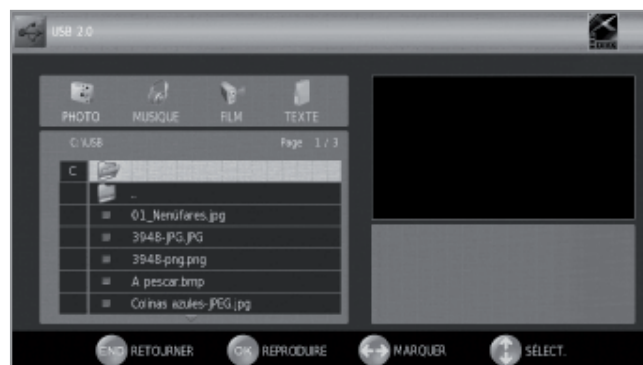 USB 2.0
PHOTO MUSIQUE FILM TEXTE
C:\USB Page 1/3
C
..
01_Nenúfares.jpg
3948-JPG.JPG
3948-png.png
A pescar.bmp
Colinas azules-JPEG.jpg
END RETOURNER OK REPRODUIRE MARQUER SÉLECT.